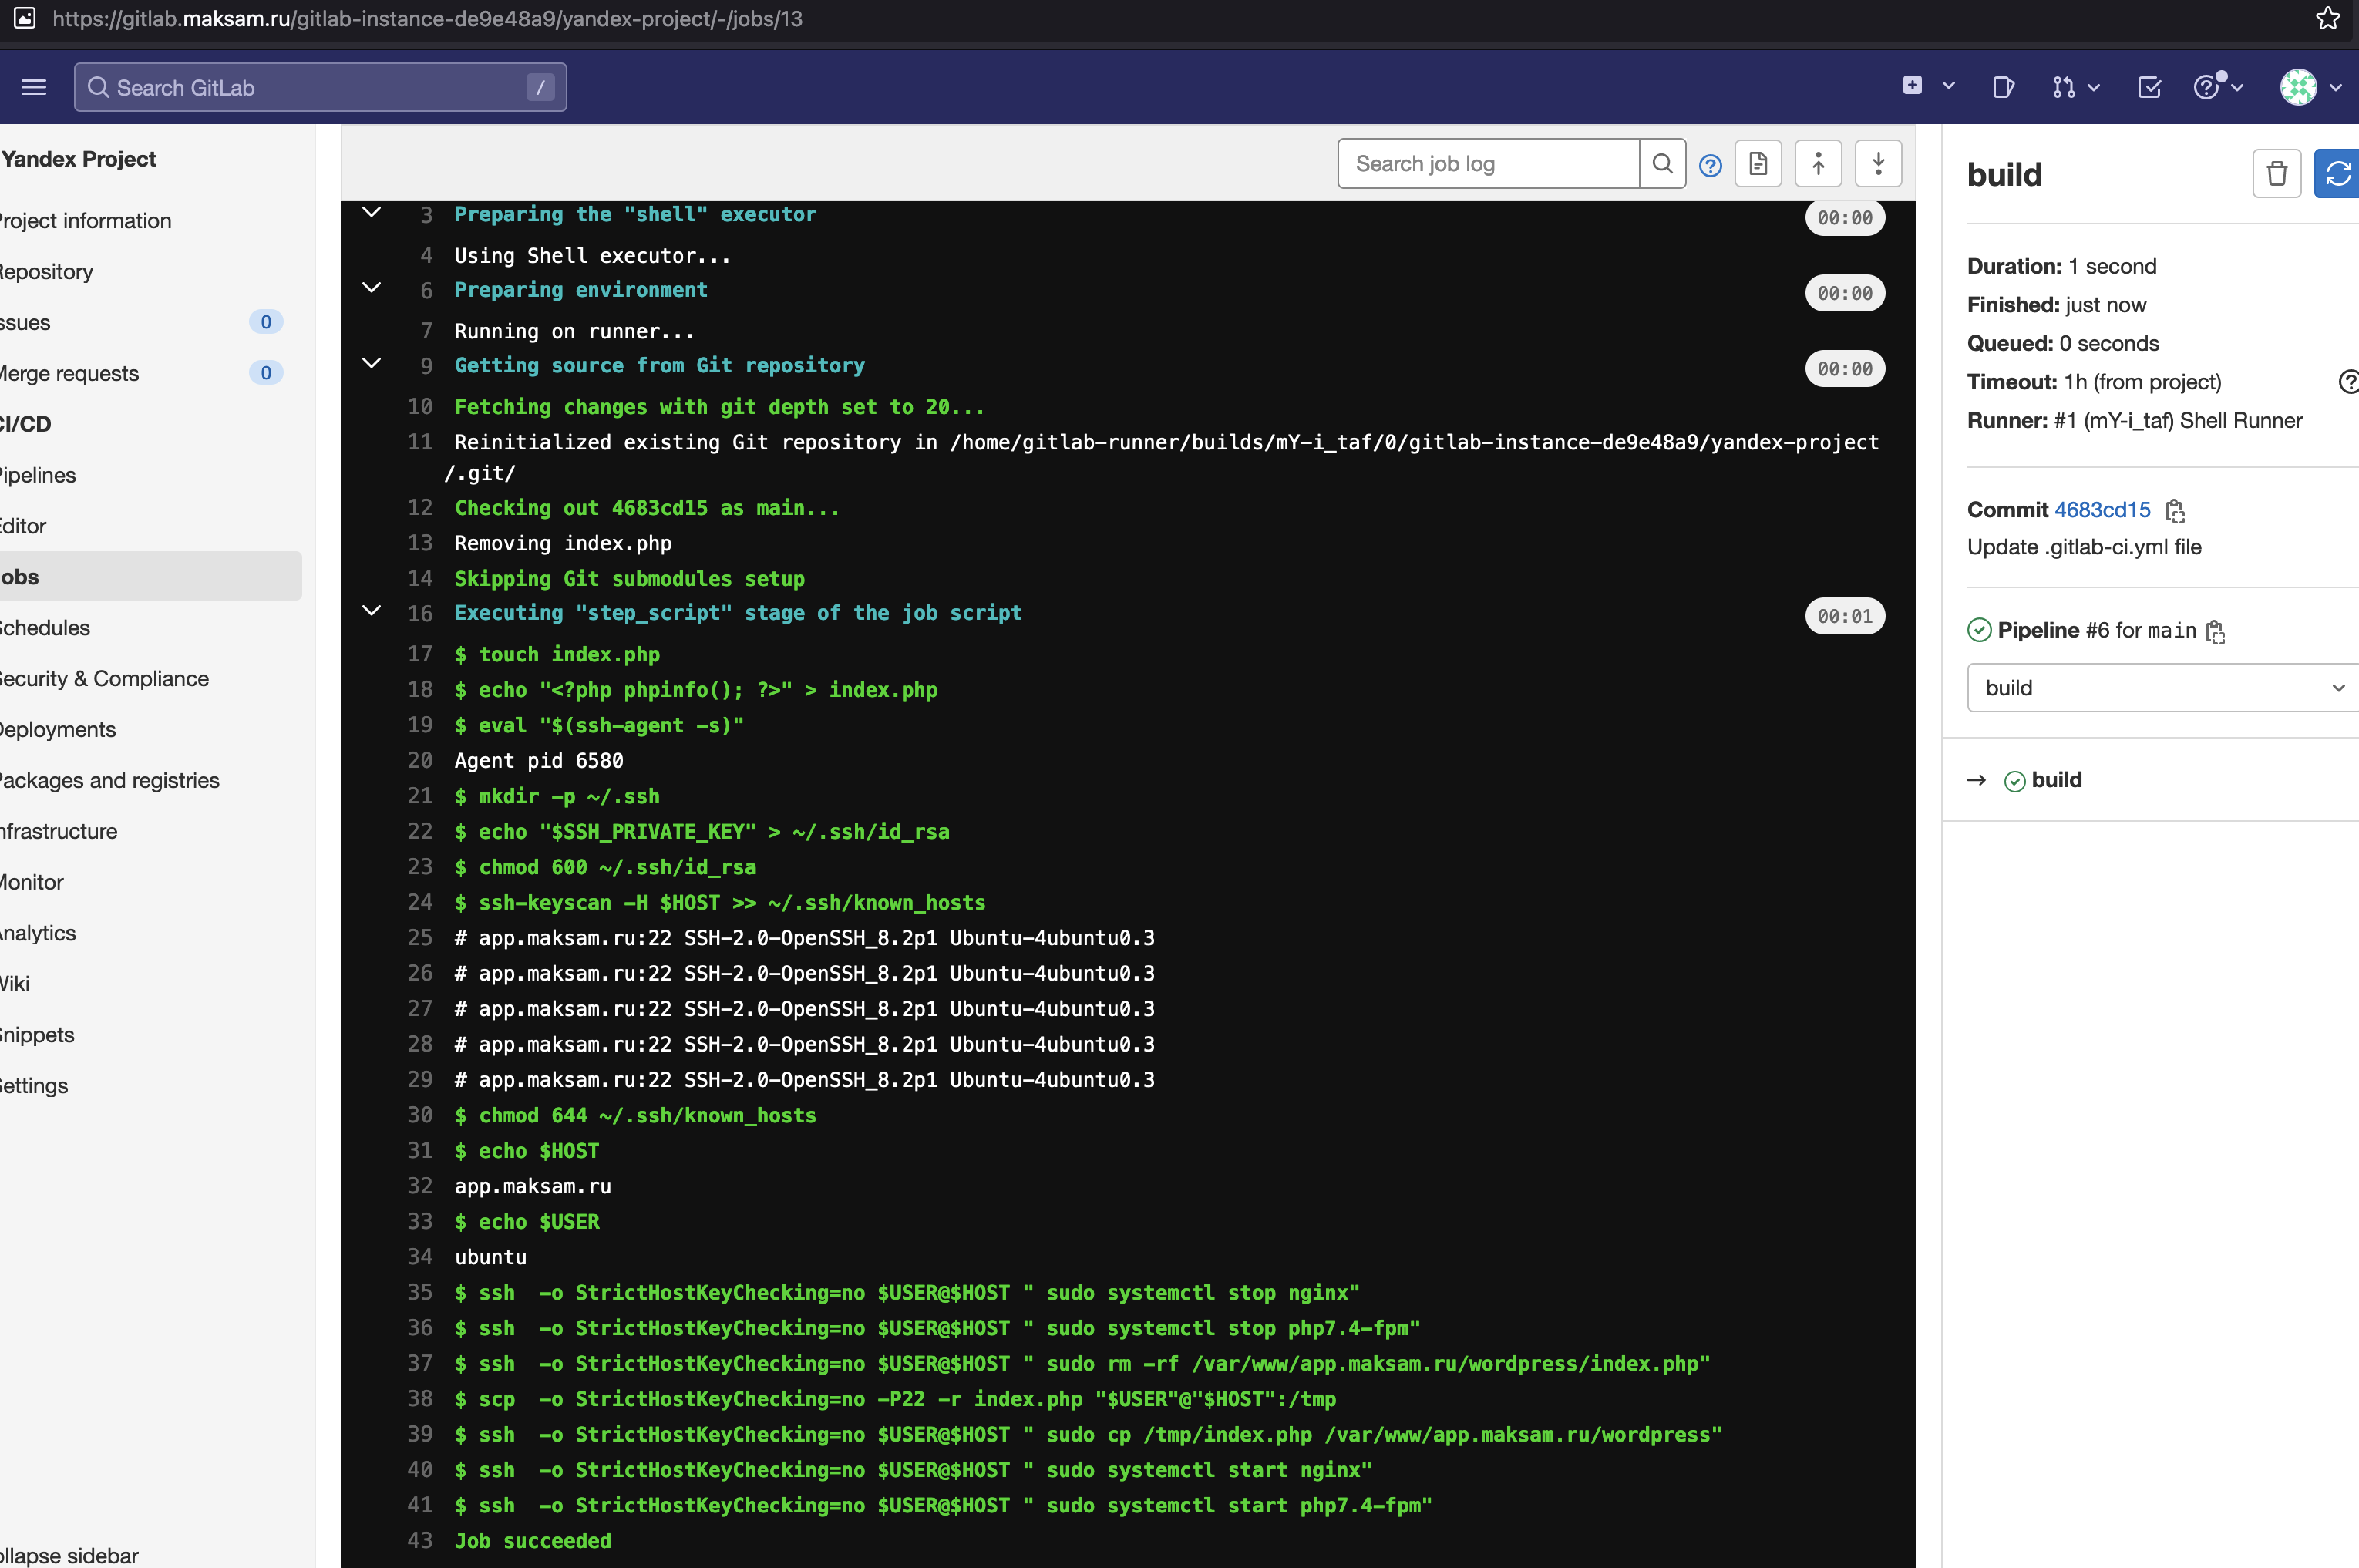 https://gitlab.maksam.ru/gitlab-instance-de9e48a9/yandex-project/-/jobs/13
Search GitLab /
Yandex Project
roject information
Repository
ssues 0
Merge requests 0
CI/CD
Pipelines
Editor
obs
Schedules
Security & Compliance
Deployments
Packages and registries
nfrastructure
Monitor
Analytics
Wiki
Snippets
Settings
ollapse sidebar
Search job log
3 Preparing the "shell" executor 00:00
4 Using Shell executor...
6 Preparing environment 00:00
7 Running on runner...
9 Getting source from Git repository 00:00
10 Fetching changes with git depth set to 20...
11 Reinitialized existing Git repository in /home/gitlab-runner/builds/mY-i_taf/0/gitlab-instance-de9e48a9/yandex-project
/.git/
12 Checking out 4683cd15 as main...
13 Removing index.php
14 Skipping Git submodules setup
16 Executing "step_script" stage of the job script 00:01
17 $ touch index.php
18 $ echo "<?php phpinfo(); ?>" > index.php
19 $ eval "$(ssh-agent -s)"
20 Agent pid 6580
21 $ mkdir -p ~/.ssh
22 $ echo "$SSH_PRIVATE_KEY" > ~/.ssh/id_rsa
23 $ chmod 600 ~/.ssh/id_rsa
24 $ ssh-keyscan -H $HOST >> ~/.ssh/known_hosts
25 # app.maksam.ru:22 SSH-2.0-OpenSSH_8.2p1 Ubuntu-4ubuntu0.3
26 # app.maksam.ru:22 SSH-2.0-OpenSSH_8.2p1 Ubuntu-4ubuntu0.3
27 # app.maksam.ru:22 SSH-2.0-OpenSSH_8.2p1 Ubuntu-4ubuntu0.3
28 # app.maksam.ru:22 SSH-2.0-OpenSSH_8.2p1 Ubuntu-4ubuntu0.3
29 # app.maksam.ru:22 SSH-2.0-OpenSSH_8.2p1 Ubuntu-4ubuntu0.3
30 $ chmod 644 ~/.ssh/known_hosts
31 $ echo $HOST
32 app.maksam.ru
33 $ echo $USER
34 ubuntu
35 $ ssh  -o StrictHostKeyChecking=no $USER@$HOST " sudo systemctl stop nginx"
36 $ ssh  -o StrictHostKeyChecking=no $USER@$HOST " sudo systemctl stop php7.4-fpm"
37 $ ssh  -o StrictHostKeyChecking=no $USER@$HOST " sudo rm -rf /var/www/app.maksam.ru/wordpress/index.php"
38 $ scp  -o StrictHostKeyChecking=no -P22 -r index.php "$USER"@"$HOST":/tmp
39 $ ssh  -o StrictHostKeyChecking=no $USER@$HOST " sudo cp /tmp/index.php /var/www/app.maksam.ru/wordpress"
40 $ ssh  -o StrictHostKeyChecking=no $USER@$HOST " sudo systemctl start nginx"
41 $ ssh  -o StrictHostKeyChecking=no $USER@$HOST " sudo systemctl start php7.4-fpm"
43 Job succeeded
build
Duration: 1 second
Finished: just now
Queued: 0 seconds
Timeout: 1h (from project)
Runner: #1 (mY-i_taf) Shell Runner
Commit 4683cd15
Update .gitlab-ci.yml file
Pipeline #6 for main
build
→ build